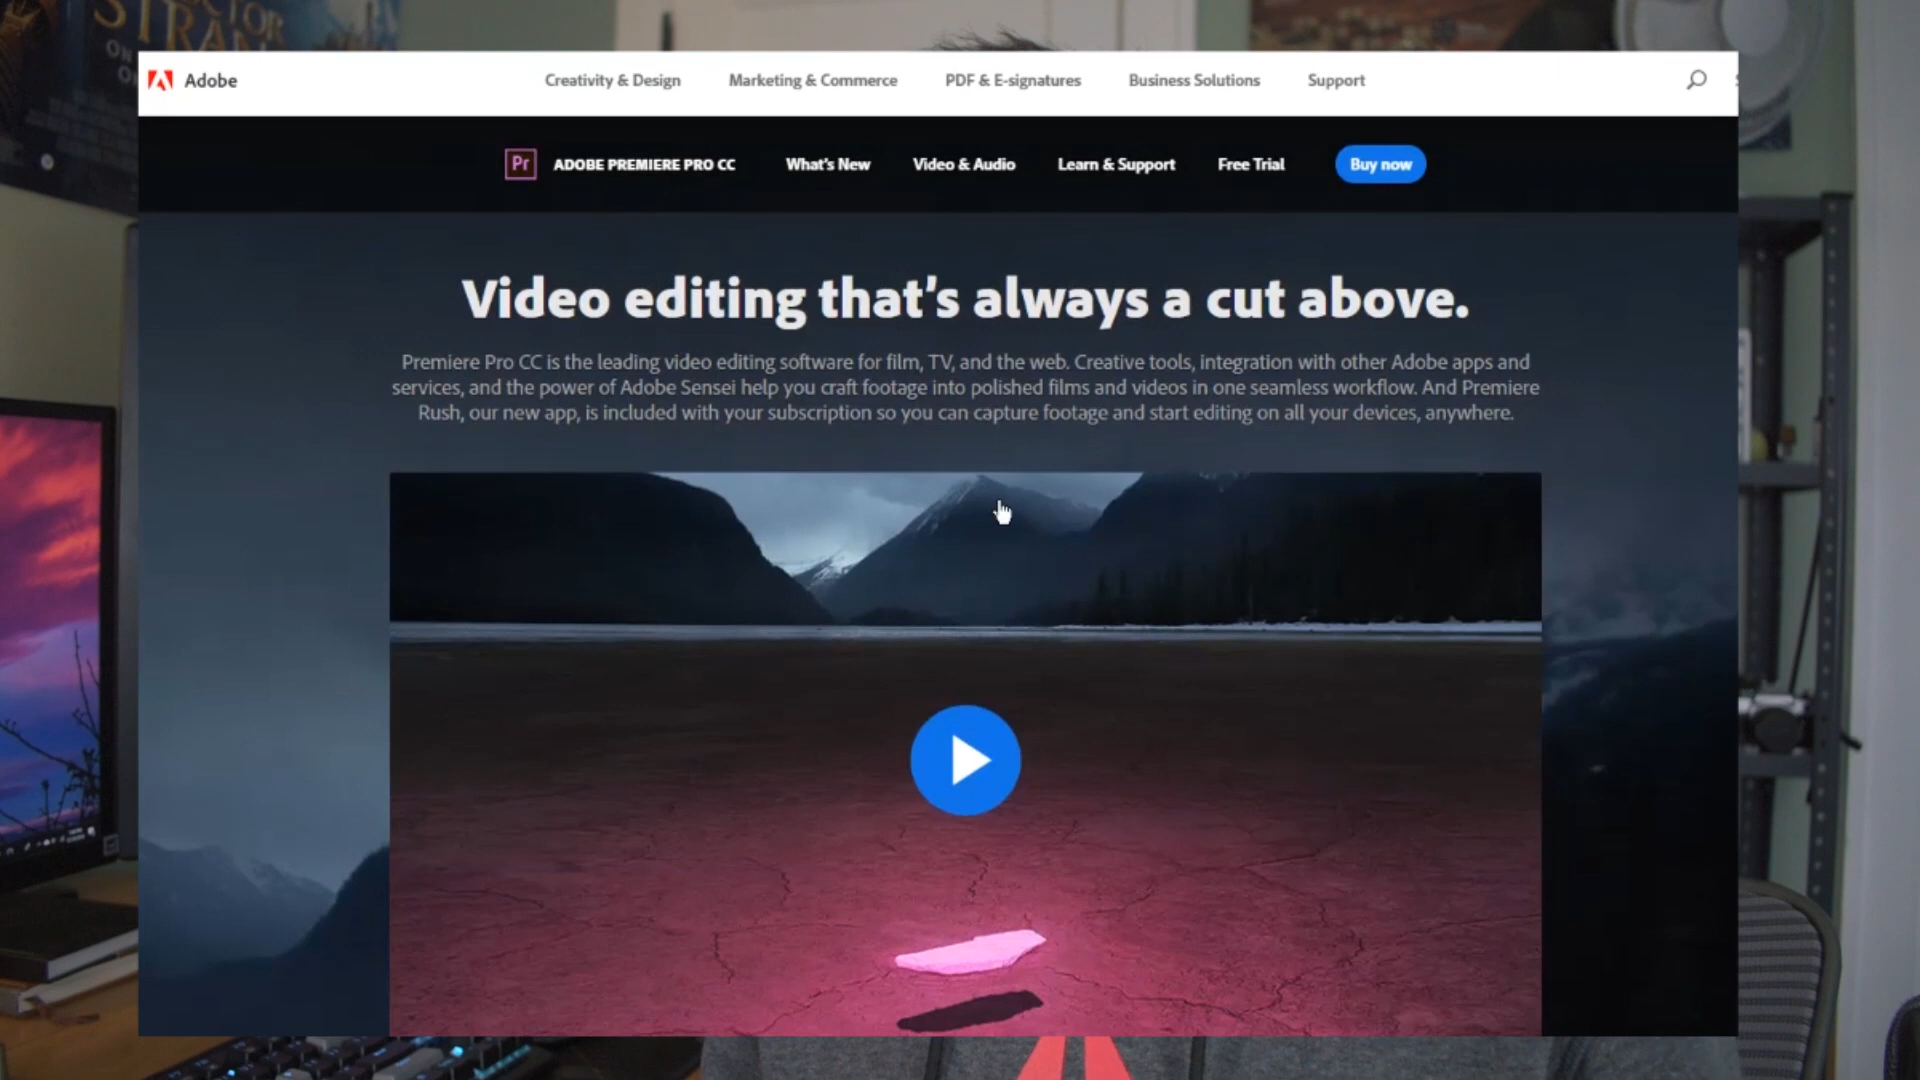 CTOR
STRAN
ON
Adobe
Creativity & Design
Marketing & Commerce
PDF & E-signatures
Business Solutions
Support
Pr
ADOBE PREMIERE PRO CC
What's New
Video & Audio
Learn & Support
Free Trial
Buy now
Video editing that's always a cut above.
Premiere Pro CC is the leading video editing software for film, TV, and the web. Creative tools, integration with other Adobe apps and
services, and the power of Adobe Sensei help you craft footage into polished films and videos in one seamless workflow. And Premiere
Rush, our new app, is included with your subscription so you can capture footage and start editing on all your devices, anywhere.